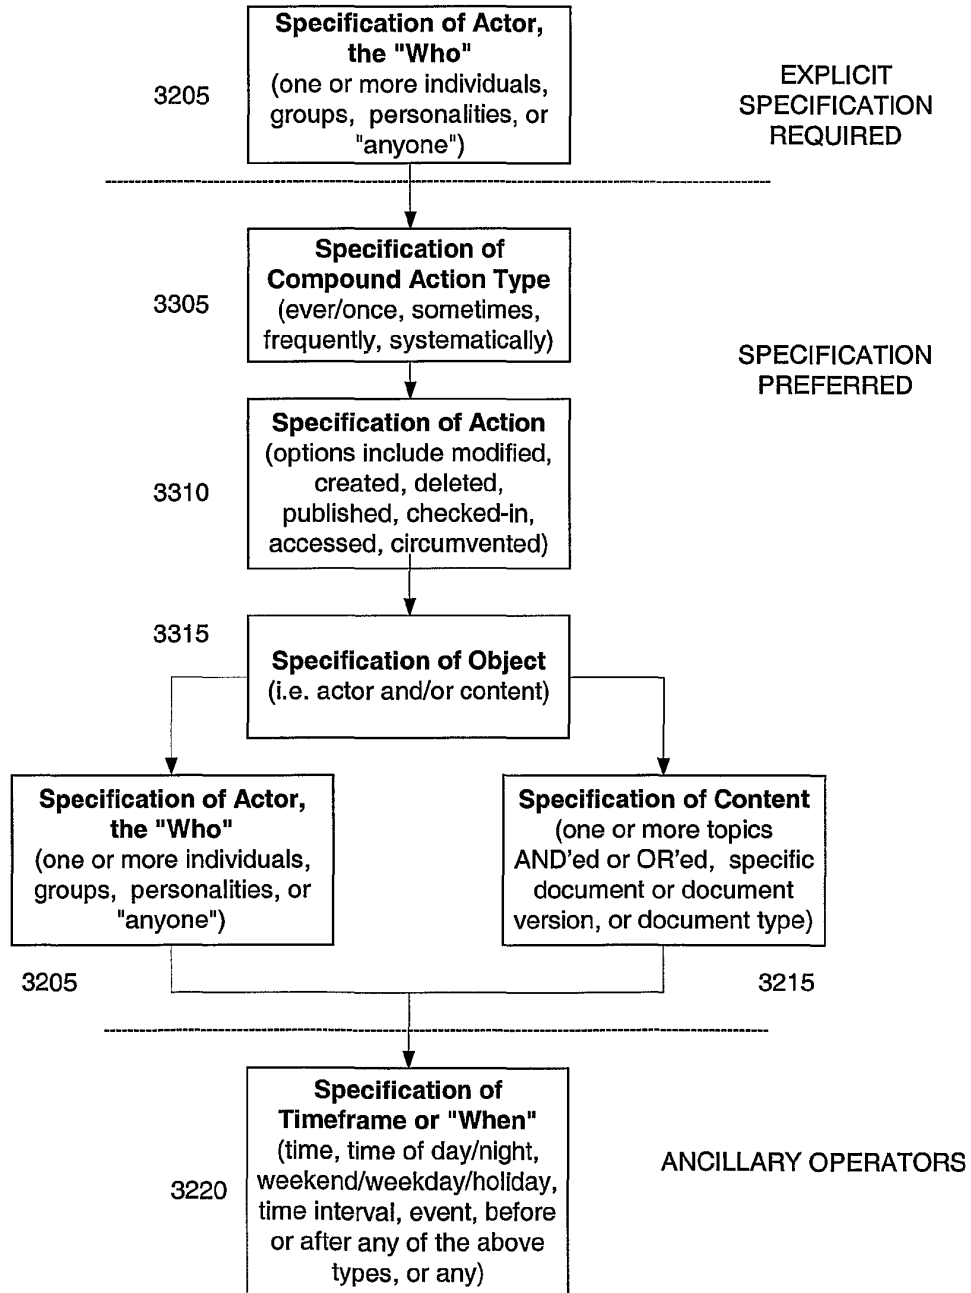 Specification of Actor,
the "Who"
(one or more individuals,
groups, personalities, or
"anyone")
3205
EXPLICIT
SPECIFICATION
REQUIRED
Specification of
Compound Action Type
(ever/once, sometimes,
frequently, systematically)
3305
SPECIFICATION
PREFERRED
Specification of Action
(options include modified,
created, deleted,
published, checked-in,
accessed, circumvented)
3310
3315
Specification of Object
(i.e. actor and/or content)
Specification of Actor,
the "Who"
(one or more individuals,
groups, personalities, or
"anyone")
3205
Specification of Content
(one or more topics
AND'ed or OR'ed, specific
document or document
version, or document type)
3215
Specification of
Timeframe or "When"
(time, time of day/night,
weekend/weekday/holiday,
time interval, event, before
or after any of the above
types, or any)
3220
ANCILLARY OPERATORS